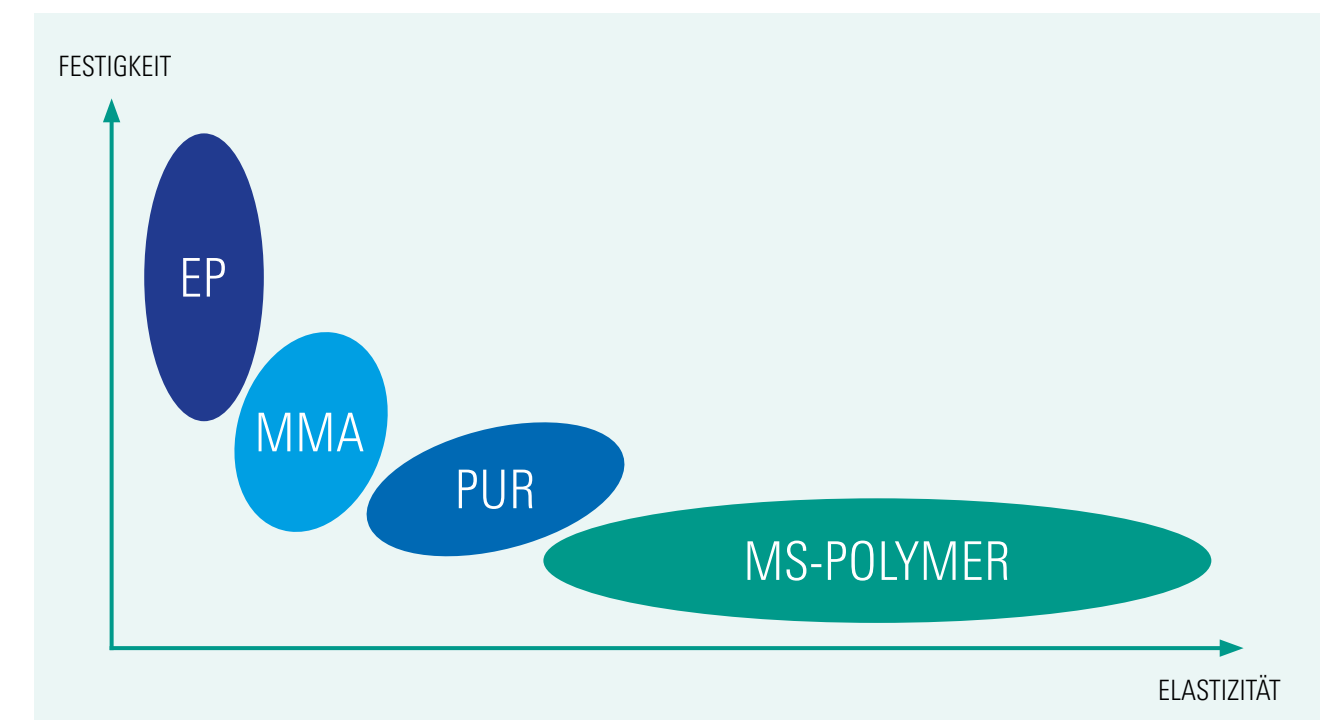 FESTIGKEIT
EP
MMA
PUR
MS-POLYMER
ELASTIZITÄT